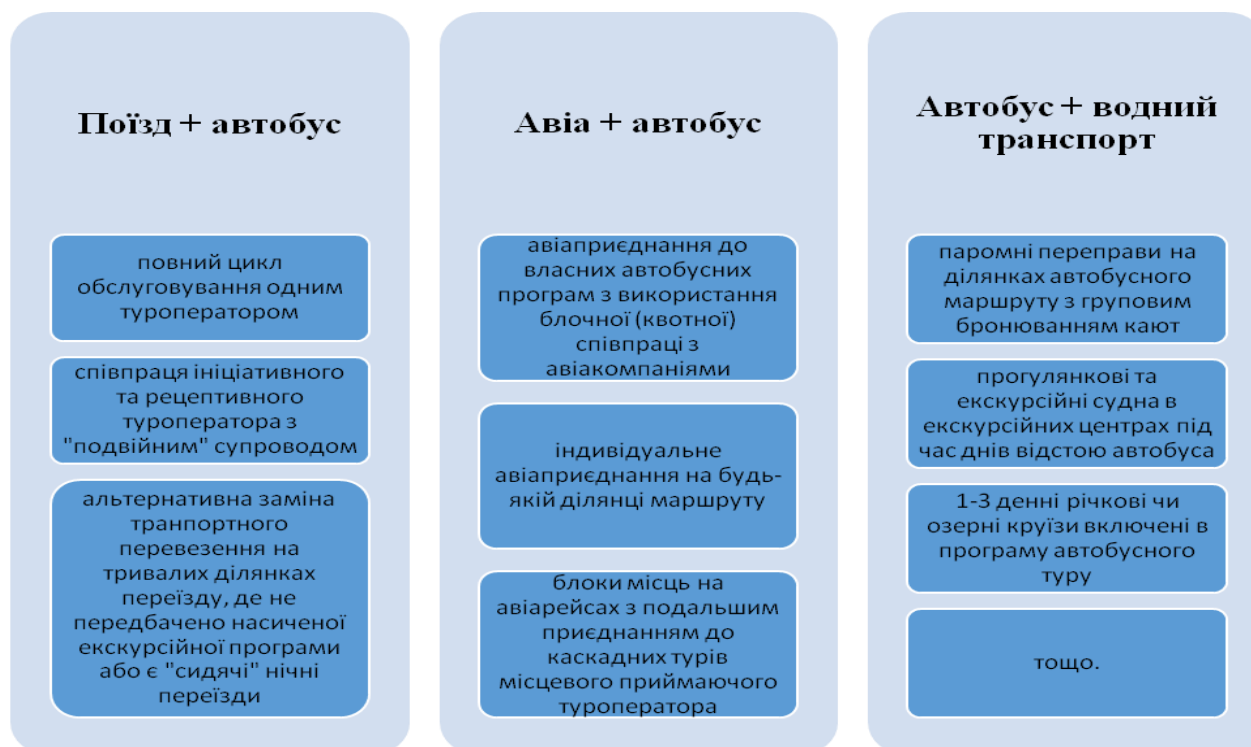 Поїзд + автобус
повний цикл
обслуговування одним
туроператором
співпраця ініціативного
та рецептивного
туроператора з
"подвійним" супроводом
альтернативна заміна
транпортного
перевезення на
тривалих ділянках
переїзду, де не
передбачено насиченої
екскурсійної програми
або є "сидячі" нічні
переїзди
Авіа + автобус
авіаприєднання до
власних автобусних
програм з використання
блочної (квотної)
співпраці з
авіакомпаніями
індивідуальне
авіаприєднання на будь-
якій ділянці маршруту
блоки місць на
авіарейсах з подальшим
приєднанням до
каскадних турів
місцевого приймаючого
туроператора
Автобус + водний
транспорт
паромні переправи на
ділянках автобусного
маршруту з груповим
бронюванням кают
прогулянкові та
екскурсійні судна в
екскурсійних центрах під
час днів відстою автобуса
1-3 денні річкові чи
озерні круїзи включені в
програму автобусного
туру
тощо.